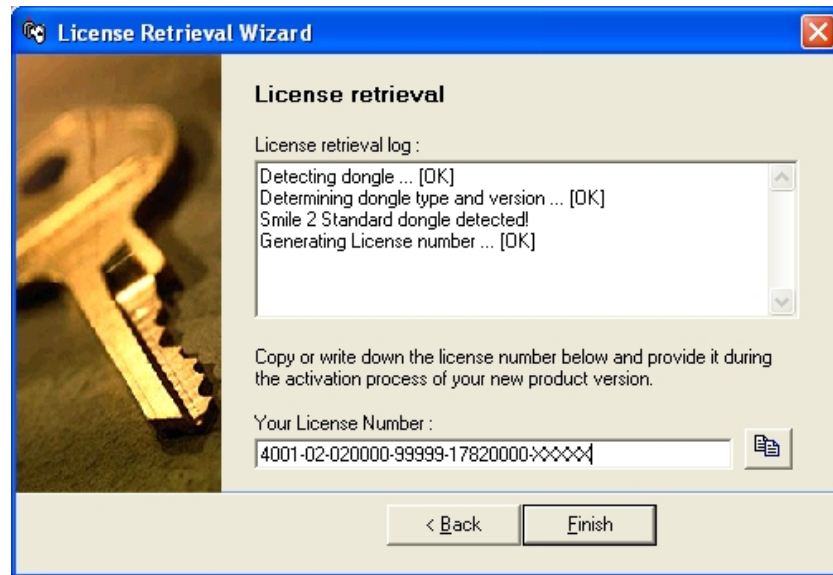 License Retrieval Wizard
License retrieval
License retrieval log :
Detecting dongle ... [OK]
Determining dongle type and version ... [OK]
Smile 2 Standard dongle detected!
Generating License number ... [OK]
Copy or write down the license number below and provide it during
the activation process of your new product version.
Your License Number :
4001-02-020000-99999-17820000-XXXXX
< Back
Finish